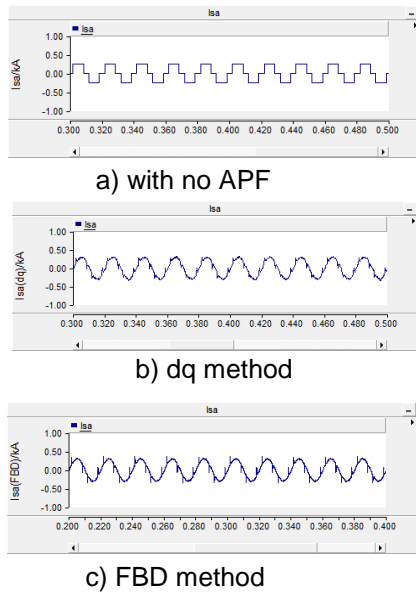 Isa
Isa
Isa/kA
1.00
0.50
0.00
-0.50
-1.00
0.300 0.320 0.340 0.360 0.380 0.400 0.420 0.440 0.460 0.480 0.500
a) with no APF
Isa
Isa
Isa(dq)/kA
1.00
0.50
0.00
-0.50
-1.00
0.300 0.320 0.340 0.360 0.380 0.400 0.420 0.440 0.460 0.480 0.500
b) dq method
Isa
Isa
Isa(FBD)/kA
1.00
0.50
0.00
-0.50
-1.00
0.200 0.220 0.240 0.260 0.280 0.300 0.320 0.340 0.360 0.380 0.400
c) FBD method